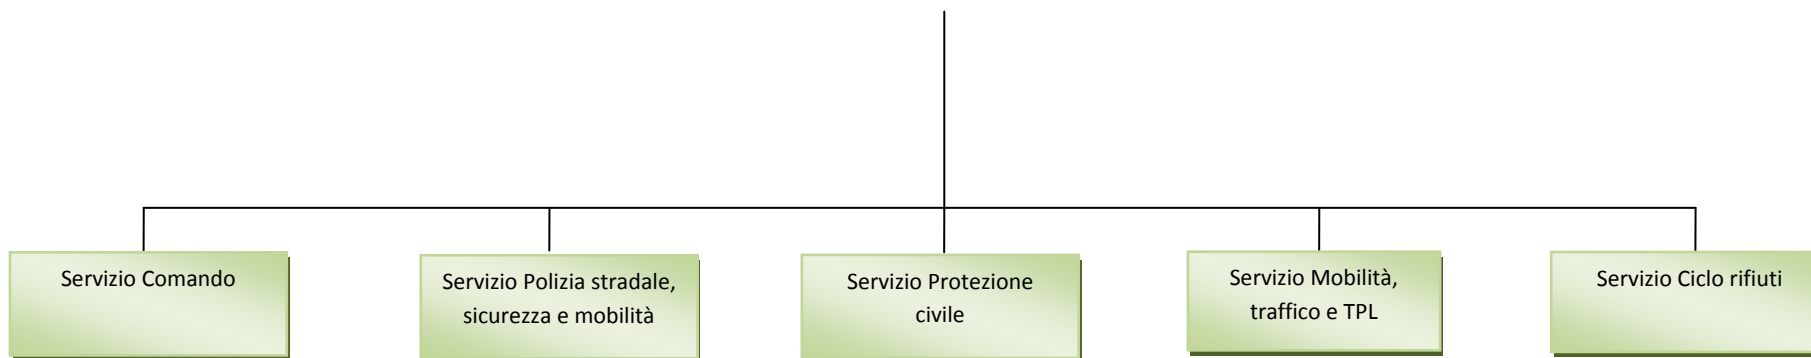 Servizio Comando
Servizio Polizia stradale,
sicurezza e mobilità
Servizio Protezione
civile
Servizio Mobilità,
traffico e TPL
Servizio Ciclo rifiuti